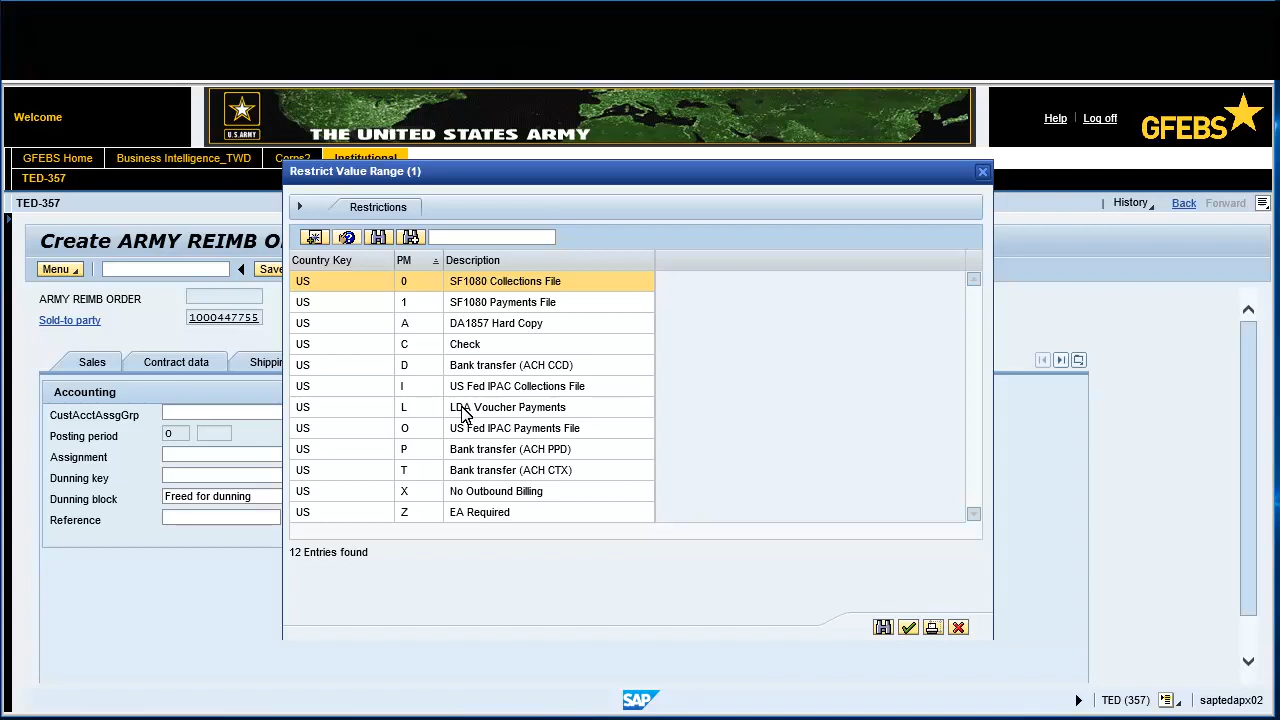 Welcome
U.S.ARMY
THE UNITED STATES ARMY
Help
Log off
GFEBS
GFEBS Home
Business Intelligence_TWD
Corps2
Institutional
TED-357
TED-357
History
Back
Forward
Create ARMY REIMB O
Menu
Save
ARMY REIMB ORDER
Sold-to party
1000447755
Sales
Contract data
Shippin
Accounting
CustAcctAssgGrp
Posting period
0
Assignment
Dunning key
Dunning block
Freed for dunning
Reference
Restrict Value Range (1)
Restrictions
Country Key PM Description
US 0 SF1080 Collections File
US 1 SF1080 Payments File
US A DA1857 Hard Copy
US C Check
US D Bank transfer (ACH CCD)
US I US Fed IPAC Collections File
US L LDA Voucher Payments
US O US Fed IPAC Payments File
US P Bank transfer (ACH PPD)
US T Bank transfer (ACH CTX)
US X No Outbound Billing
US Z EA Required
12 Entries found
SAP
TED (357)
saptedapx02